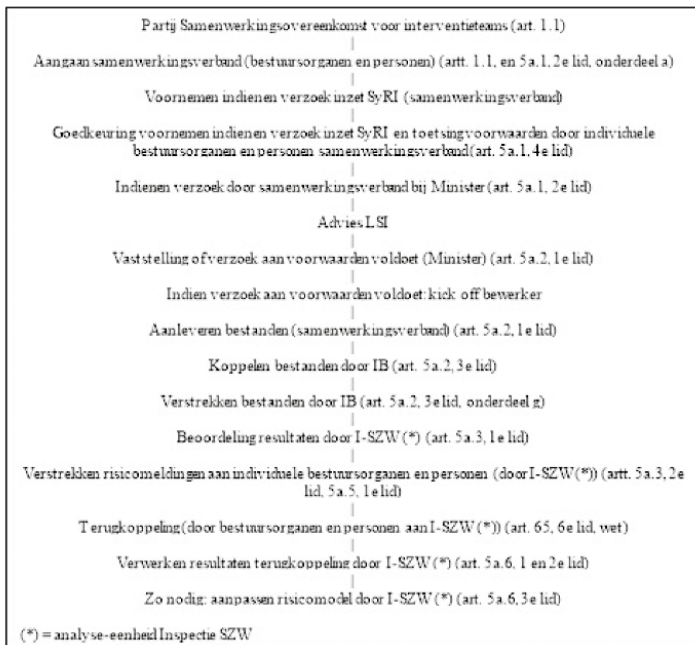 Partij Samenwerkingsovereenkomst voor interventieteams (art. 1.1)
Aangaan samenwerkingsverband (bestuursorganen en personen) (artt. 1.1, en 5a.1, 2e lid, onderdeel a)
Voornemen indienen verzoek inzet SyRI (samenwerkingsverband)
Goedkeuring voornemen indienen verzoek inzet SyRI en toetsing voorwaarden door individuele
bestuursorganen en personen samenwerkingsverband (art. 5a.1, 4e lid)
Indienen verzoek door samenwerkingsverband bij Minister (art. 5a.1, 2e lid)
Advies LSI
Vaststelling of verzoek aan voorwaarden voldoet (Minister) (art. 5a.2, 1e lid)
Indien verzoek aan voorwaarden voldoet: kick off bewerker
Aanleveren bestanden (samenwerkingsverband) (art. 5a.2, 1e lid)
Koppelen bestanden door IB (art. 5a.2, 3e lid)
Verstrekken bestanden door IB (art. 5a.2, 3e lid, onderdeel g)
Beoordeling resultaten door I-SZW (*) (art. 5a.3, 1e lid)
Verstrekken risicomeldingen aan individuele bestuursorganen en personen (door I-SZW (*)) (artt. 5a.3, 2e
lid, 5a.5, 1e lid)
Terugkoppeling (door bestuursorganen en personen aan I-SZW (*)) (art. 65, 6e lid, wet)
Verwerken resultaten terugkoppeling door I-SZW (*) (art. 5a.6, 1 en 2e lid)
Zo nodig: aanpassen risicomodel door I-SZW (*) (art. 5a.6, 3e lid)
(*) = analyse-eenheid Inspectie SZW